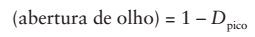 (abertura de olho) = 1 – D_pico